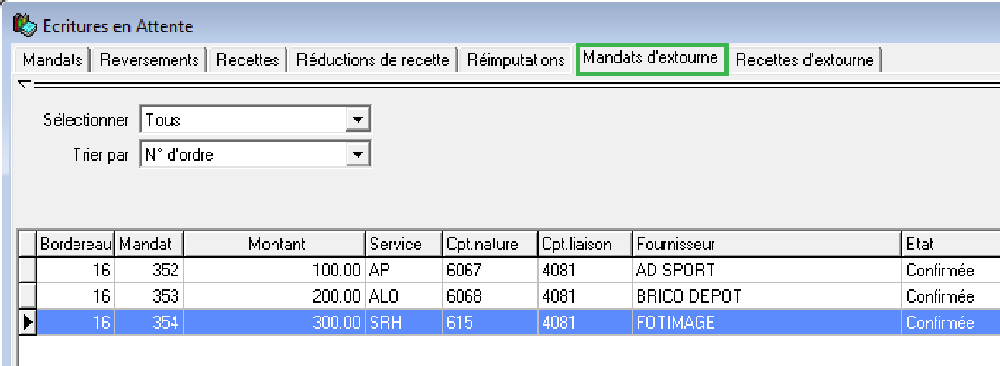 Ecritures en Attente
Mandats Reversements Recettes Réductions de recette Réimputations Mandats d'extourne Recettes d'extourne
Sélectionner Tous
Trier par N° d'ordre
Bordereau Mandat Montant Service Cpt.nature Cpt.liaison Fournisseur Etat
16 352 100.00 AP 6067 4081 AD SPORT Confirmée
16 353 200.00 ALO 6068 4081 BRICO DEPOT Confirmée
16 354 300.00 SRH 615 4081 FOTIMAGE Confirmée